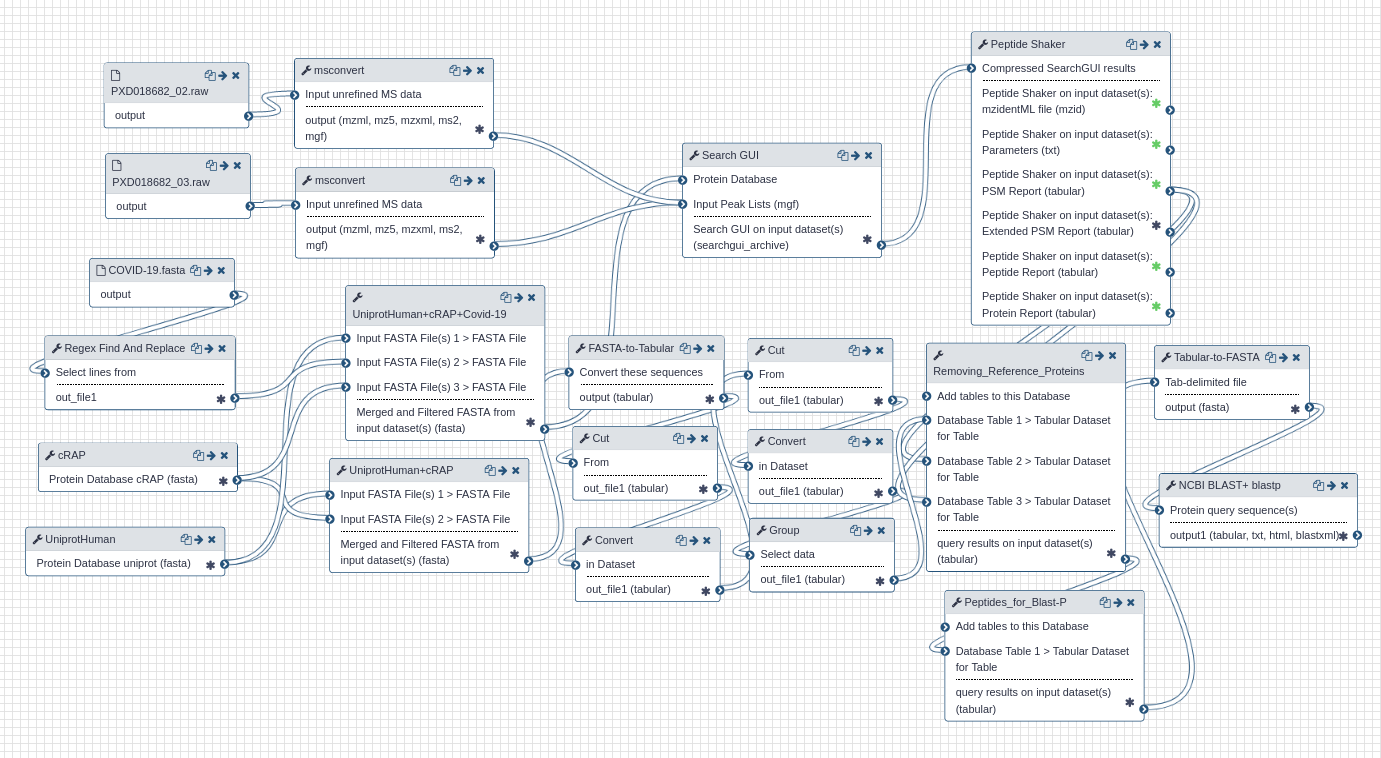 PXD018682_02.raw
output
msconvert
Input unrefined MS data
output (mzml, mz5, mzxml, ms2,
mgf)
PXD018682_03.raw
output
msconvert
Input unrefined MS data
output (mzml, mz5, mzxml, ms2,
mgf)
COVID-19.fasta
output
Regex Find And Replace
Select lines from
out_file1
cRAP
Protein Database cRAP (fasta)
UniprotHuman
Protein Database uniprot (fasta)
UniprotHuman+cRAP+Covid-19
Input FASTA File(s) 1 > FASTA File
Input FASTA File(s) 2 > FASTA File
Input FASTA File(s) 3 > FASTA File
Merged and Filtered FASTA from
input dataset(s) (fasta)
UniprotHuman+cRAP
Input FASTA File(s) 1 > FASTA File
Input FASTA File(s) 2 > FASTA File
Merged and Filtered FASTA from
input dataset(s) (fasta)
Search GUI
Protein Database
Input Peak Lists (mgf)
Search GUI on input dataset(s)
(searchgui_archive)
FASTA-to-Tabular
Convert these sequences
output (tabular)
Cut
From
out_file1 (tabular)
Convert
in Dataset
out_file1 (tabular)
Cut
From
out_file1 (tabular)
Convert
in Dataset
out_file1 (tabular)
Group
Select data
out_file1 (tabular)
Peptide Shaker
Compressed SearchGUI results
Peptide Shaker on input dataset(s):
mzidentML file (mzid)
Peptide Shaker on input dataset(s):
Parameters (txt)
Peptide Shaker on input dataset(s):
PSM Report (tabular)
Peptide Shaker on input dataset(s):
Extended PSM Report (tabular)
Peptide Shaker on input dataset(s):
Peptide Report (tabular)
Peptide Shaker on input dataset(s):
Protein Report (tabular)
Removing_Reference_Proteins
Add tables to this Database
Database Table 1 > Tabular Dataset
for Table
Database Table 2 > Tabular Dataset
for Table
Database Table 3 > Tabular Dataset
for Table
query results on input dataset(s)
(tabular)
Peptides_for_Blast-P
Add tables to this Database
Database Table 1 > Tabular Dataset
for Table
query results on input dataset(s)
(tabular)
Tabular-to-FASTA
Tab-delimited file
output (fasta)
NCBI BLAST+ blastp
Protein query sequence(s)
output1 (tabular, txt, html, blastxml)